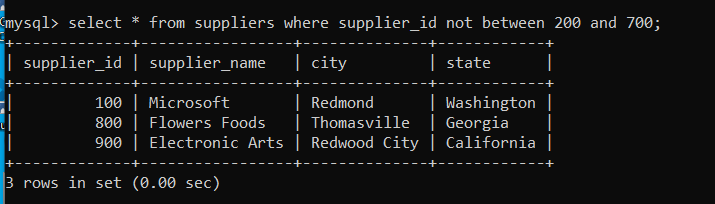 mysql> select * from suppliers where supplier_id not between 200 and 700;
+-------------+-----------------+--------------+------------+
| supplier_id | supplier_name   | city         | state      |
+-------------+-----------------+--------------+------------+
|         100 | Microsoft       | Redmond      | Washington |
|         800 | Flowers Foods   | Thomasville  | Georgia    |
|         900 | Electronic Arts | Redwood City | California |
+-------------+-----------------+--------------+------------+
3 rows in set (0.00 sec)